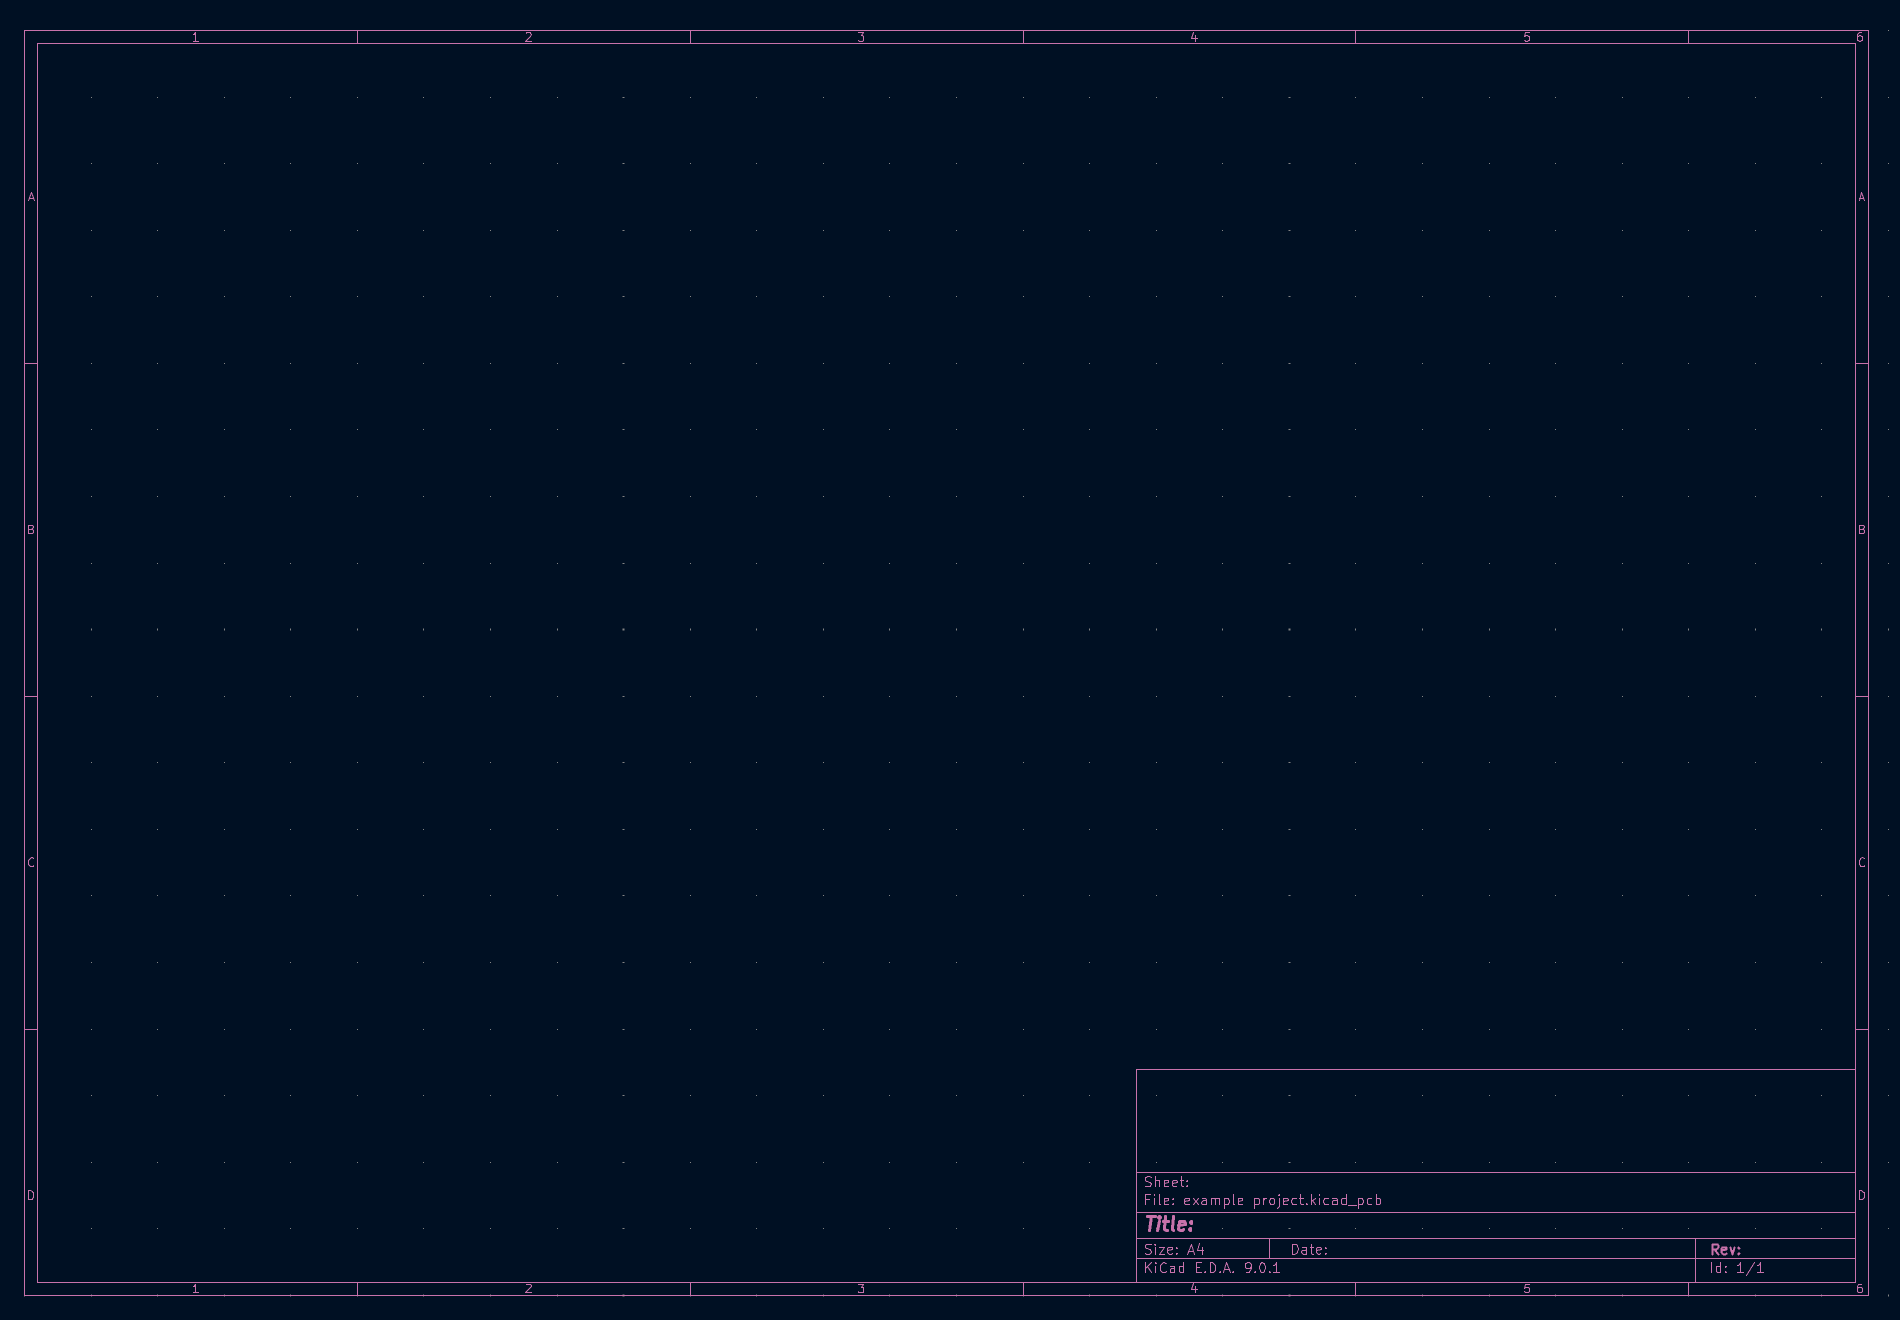 1 2 3 4 5 6
A A
B B
C C
D D
Sheet:
File: example project.kicad_pcb
Title:
Size: A4 Date: Rev:
KiCad E.D.A. 9.0.1 Id: 1/1
1 2 3 4 5 6